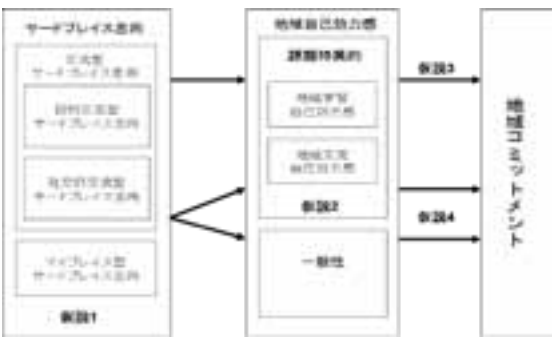 サードプレイス志向
交流型
サードプレイス志向
目的交流型
サードプレイス志向
社交的交流型
サードプレイス志向
マイプレイス型
サードプレイス志向
仮説1
地域自己効力感
課題特異的
地域学習
自己効力感
地域交流
自己効力感
仮説2
一般性
仮説3
仮説4
地域コミットメント